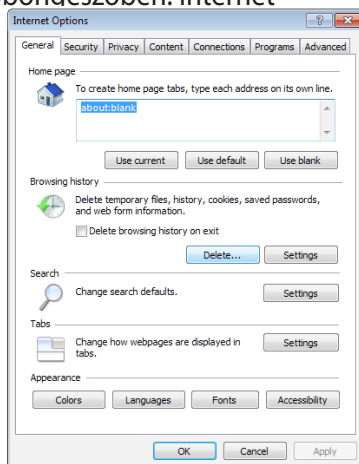 böngészőben. Internet
Internet Options
General Security Privacy Content Connections Programs Advanced
Home page
To create home page tabs, type each address on its own line.
about:blank
Use current Use default Use blank
Browsing history
Delete temporary files, history, cookies, saved passwords,
and web form information.
Delete browsing history on exit
Delete... Settings
Search
Change search defaults.
Settings
Tabs
Change how webpages are displayed in
tabs.
Settings
Appearance
Colors Languages Fonts Accessibility
OK Cancel Apply